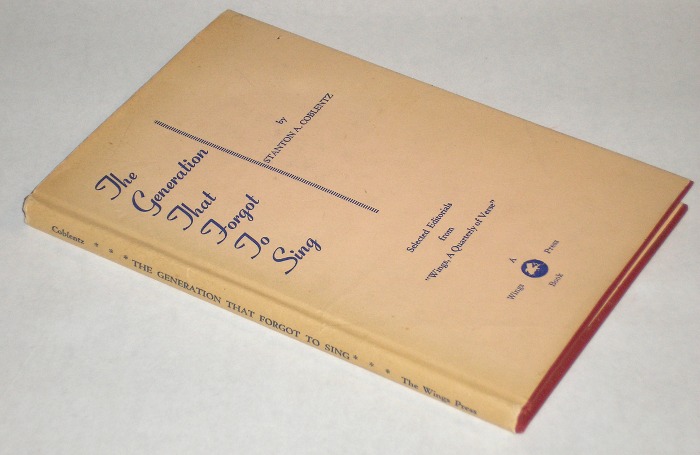 The
Generation
That
Forgot
To
Sing
by
STANTON A. COBLENTZ
Selected Editorials
from
"Wings, A Quarterly of Verse"
A
Wings Press
Book
Coblentz * * * THE GENERATION THAT FORGOT TO SING * * * The Wings Press